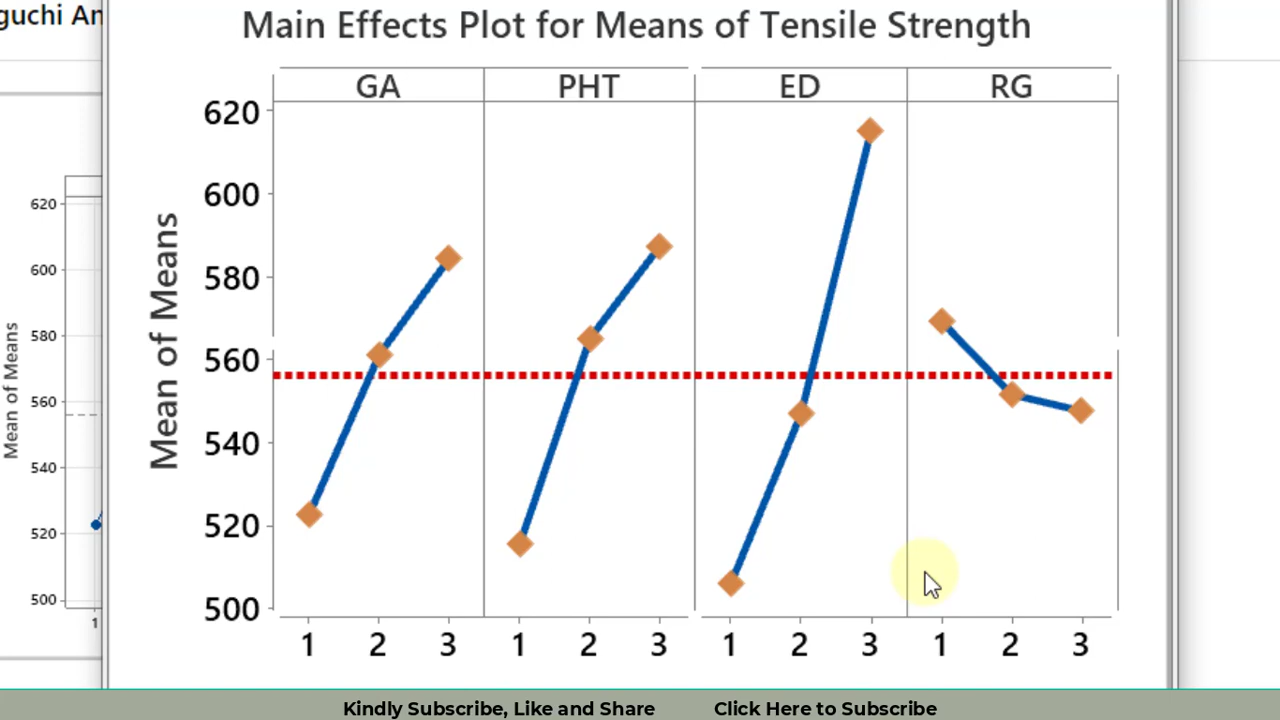 guchi An
Main Effects Plot for Means of Tensile Strength
GA PHT ED RG
620
600
580
560
540
520
500
Mean of Means
1 2 3 1 2 3 1 2 3 1 2 3
620
600
580
560
540
520
500
Mean of Means
1
Kindly Subscribe, Like and Share Click Here to Subscribe